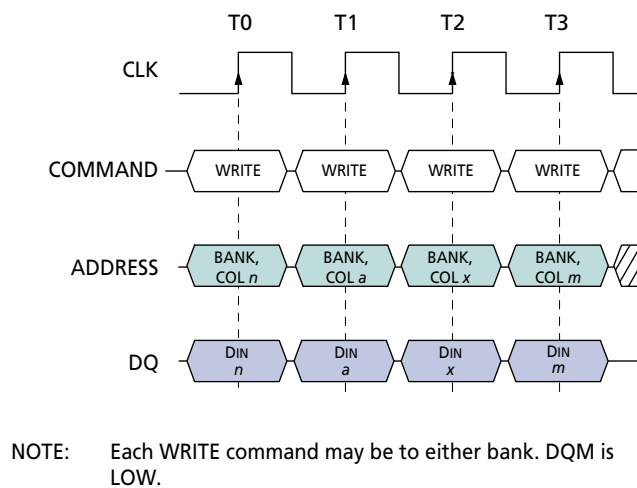 T0 T1 T2 T3
CLK
COMMAND WRITE WRITE WRITE WRITE
BANK, BANK, BANK, BANK,
ADDRESS
COL n COL a COL x COL m
DIN DIN DIN DIN
DQ
n a x m
NOTE: Each WRITE command may be to either bank. DQM is
LOW.